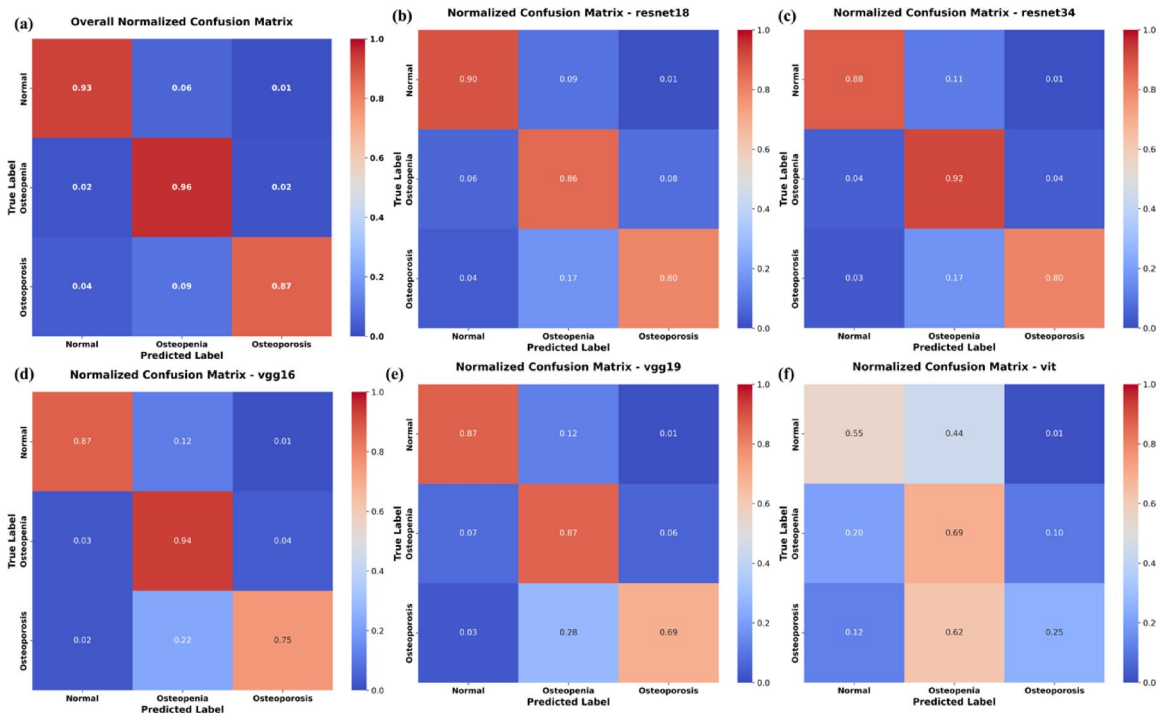 (a)
Overall Normalized Confusion Matrix
True Label
Normal
Osteopenia
Osteoporosis
0.93 0.06 0.01
0.02 0.96 0.02
0.04 0.09 0.87
Normal Osteopenia Osteoporosis
Predicted Label
1.0
0.8
0.6
0.4
0.2
0.0
(b)
Normalized Confusion Matrix - resnet18
True Label
Normal
Osteopenia
Osteoporosis
0.90 0.09 0.01
0.06 0.86 0.08
0.04 0.17 0.80
Normal Osteopenia Osteoporosis
Predicted Label
1.0
0.8
0.6
0.4
0.2
0.0
(c)
Normalized Confusion Matrix - resnet34
True Label
Normal
Osteopenia
Osteoporosis
0.88 0.11 0.01
0.04 0.92 0.04
0.03 0.17 0.80
Normal Osteopenia Osteoporosis
Predicted Label
1.0
0.8
0.6
0.4
0.2
0.0
(d)
Normalized Confusion Matrix - vgg16
True Label
Normal
Osteopenia
Osteoporosis
0.87 0.12 0.01
0.03 0.94 0.04
0.02 0.22 0.75
Normal Osteopenia Osteoporosis
Predicted Label
1.0
0.8
0.6
0.4
0.2
0.0
(e)
Normalized Confusion Matrix - vgg19
True Label
Normal
Osteopenia
Osteoporosis
0.87 0.12 0.01
0.07 0.87 0.06
0.03 0.28 0.69
Normal Osteopenia Osteoporosis
Predicted Label
1.0
0.8
0.6
0.4
0.2
0.0
(f)
Normalized Confusion Matrix - vit
True Label
Normal
Osteopenia
Osteoporosis
0.55 0.44 0.01
0.20 0.69 0.10
0.12 0.62 0.25
Normal Osteopenia Osteoporosis
Predicted Label
1.0
0.8
0.6
0.4
0.2
0.0